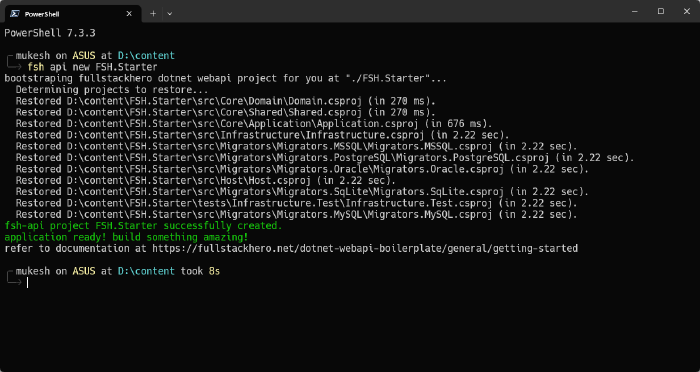 PowerShell
PowerShell 7.3.3
mukesh on ASUS at D:\content
fsh api new FSH.Starter
bootstraping fullstackhero dotnet webapi project for you at "./FSH.Starter"...
Determining projects to restore...
Restored D:\content\FSH.Starter\src\Core\Domain\Domain.csproj (in 270 ms).
Restored D:\content\FSH.Starter\src\Core\Shared\Shared.csproj (in 270 ms).
Restored D:\content\FSH.Starter\src\Core\Application\Application.csproj (in 676 ms).
Restored D:\content\FSH.Starter\src\Infrastructure\Infrastructure.csproj (in 2.22 sec).
Restored D:\content\FSH.Starter\src\Migrators\Migrators.MSSQL\Migrators.MSSQL.csproj (in 2.22 sec).
Restored D:\content\FSH.Starter\src\Migrators\Migrators.PostgreSQL\Migrators.PostgreSQL.csproj (in 2.22 sec).
Restored D:\content\FSH.Starter\src\Migrators\Migrators.Oracle\Migrators.Oracle.csproj (in 2.22 sec).
Restored D:\content\FSH.Starter\src\Host\Host.csproj (in 2.22 sec).
Restored D:\content\FSH.Starter\src\Migrators\Migrators.SqLite\Migrators.SqLite.csproj (in 2.22 sec).
Restored D:\content\FSH.Starter\tests\Infrastructure.Test\Infrastructure.Test.csproj (in 2.22 sec).
Restored D:\content\FSH.Starter\src\Migrators\Migrators.MySQL\Migrators.MySQL.csproj (in 2.22 sec).
fsh-api project FSH.Starter successfully created.
application ready! build something amazing!
refer to documentation at https://fullstackhero.net/dotnet-webapi-boilerplate/general/getting-started
mukesh on ASUS at D:\content took 8s